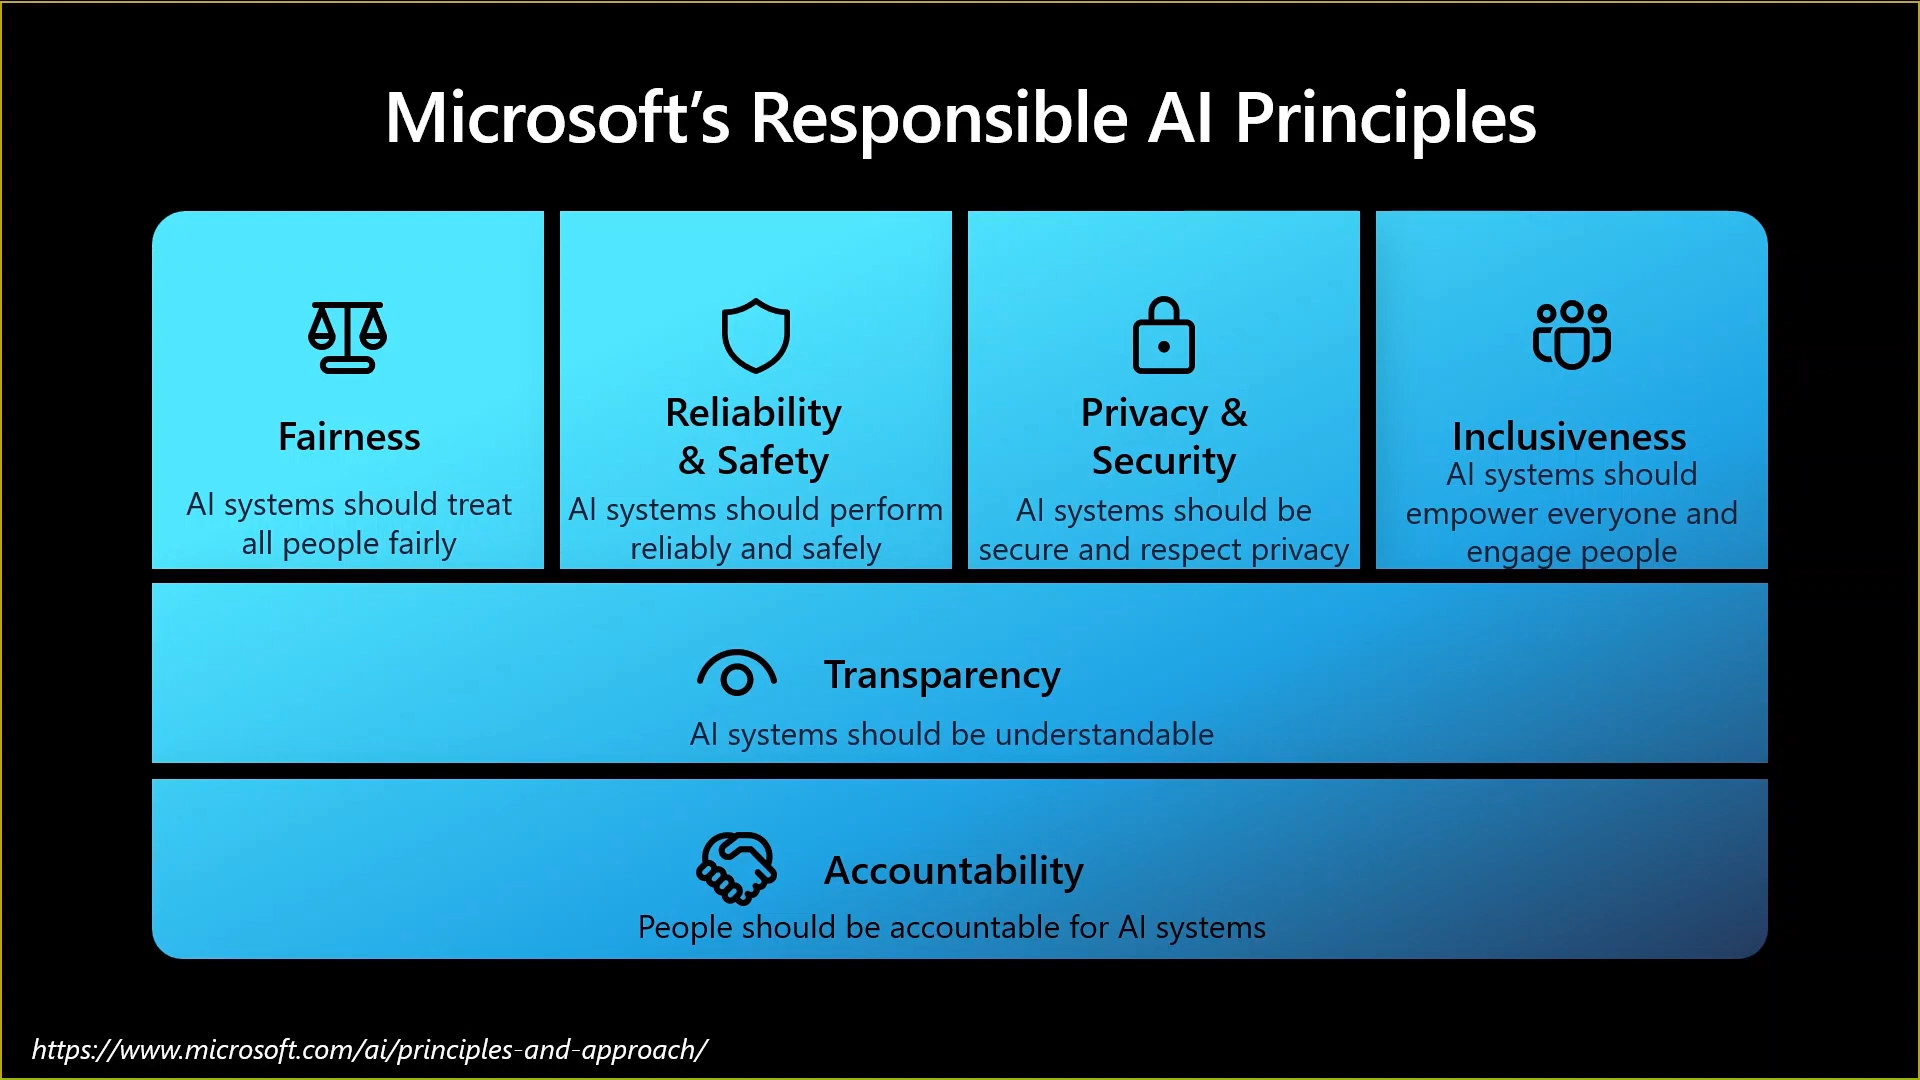 Microsoft’s Responsible AI Principles
Fairness
AI systems should treat
all people fairly
Reliability
& Safety
AI systems should perform
reliably and safely
Privacy &
Security
AI systems should be
secure and respect privacy
Inclusiveness
AI systems should
empower everyone and
engage people
Transparency
AI systems should be understandable
Accountability
People should be accountable for AI systems
https://www.microsoft.com/ai/principles-and-approach/